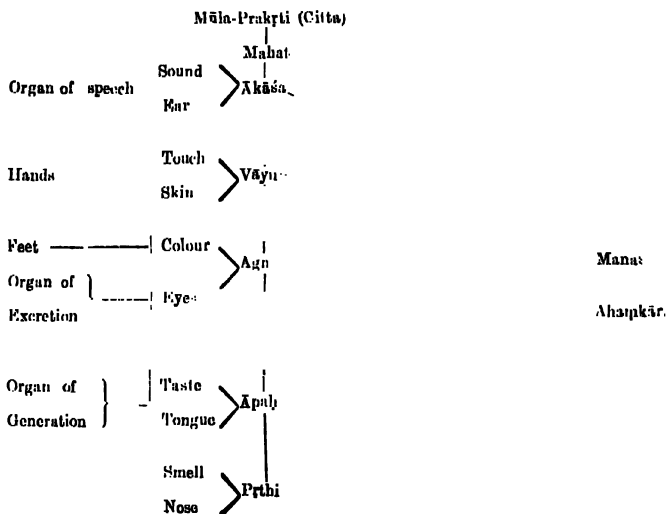 Mūla-Prakṛti (Citta)
Mahat
Sound
Organ of speech Ākāśa
Ear
Touch
Hands Vāyu
Skin
Feet Colour
Agn
Manas
Organ of
Eyes
Excretion
Ahaṃkār
Organ of Taste
Āpaḥ
Generation Tongue
Smell
Pṛthi
Nose